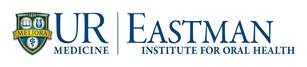 MELIORA
UR
MEDICINE
EASTMAN
INSTITUTE FOR ORAL HEALTH